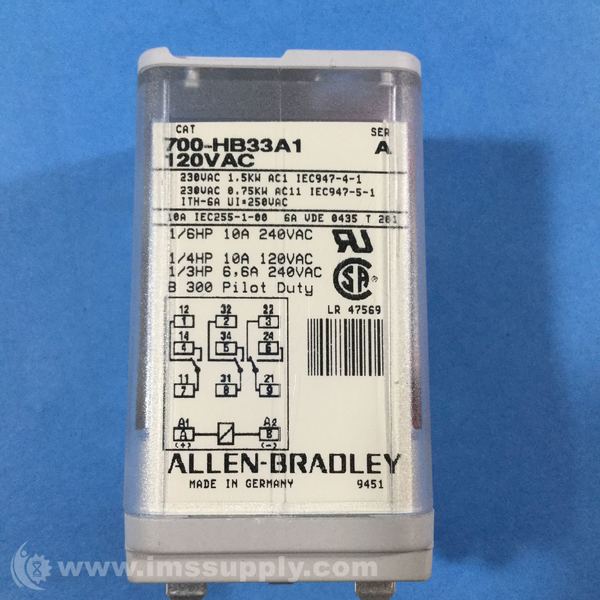 CAT SER
700-HB33A1 A
120VAC
230VAC 1.5KW AC1 IEC947-4-1
230VAC 0.75KW AC11 IEC947-5-1
ITH=6A UI=250VAC
10A IEC255-1-00 6A VDE 0435 T 201
1/6HP 10A 240VAC
1/4HP 10A 120VAC
1/3HP 6,6A 240VAC
B 300 Pilot Duty
SA
LR 47569
12 32 22
1 2 3
14 34 24
4 5 6
11 31 21
7 8 9
A1 A2
A B
(+) (-)
ALLEN-BRADLEY
MADE IN GERMANY 9451
www.imssupply.com